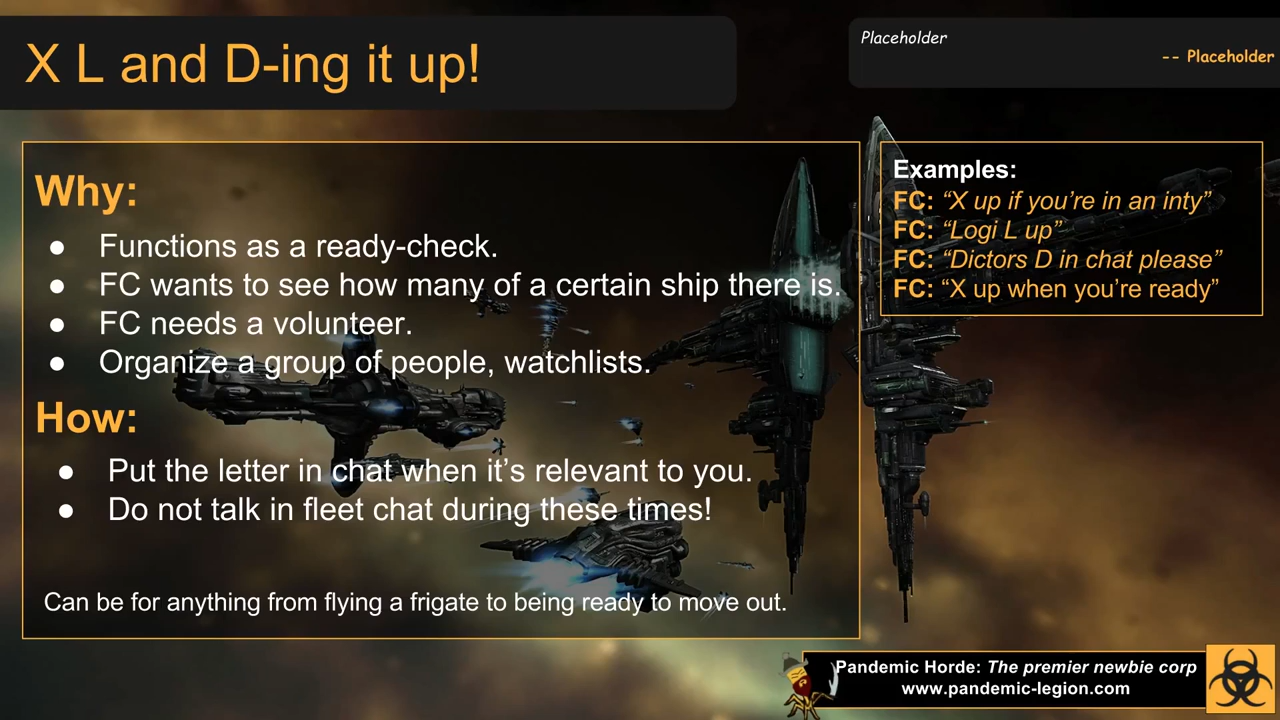 X L and D-ing it up!
Placeholder
-- Placeholder
Why:
● Functions as a ready-check.
● FC wants to see how many of a certain ship there is.
● FC needs a volunteer.
● Organize a group of people, watchlists.
How:
● Put the letter in chat when it’s relevant to you.
● Do not talk in fleet chat during these times!
Can be for anything from flying a frigate to being ready to move out.
Examples:
FC: “X up if you’re in an inty”
FC: “Logi L up”
FC: “Dictors D in chat please”
FC: “X up when you’re ready”
Pandemic Horde: The premier newbie corp
www.pandemic-legion.com